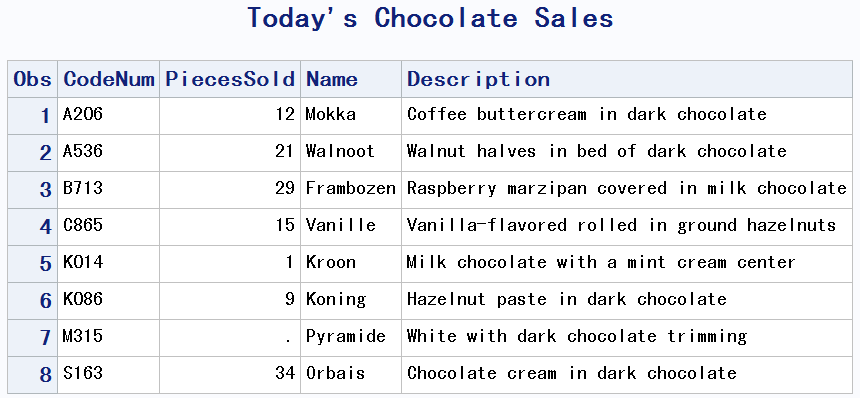 Today's Chocolate Sales
Obs CodeNum PiecesSold Name Description
1 A206 12 Mokka Coffee buttercream in dark chocolate
2 A536 21 Walnoot Walnut halves in bed of dark chocolate
3 B713 29 Frambozen Raspberry marzipan covered in milk chocolate
4 C865 15 Vanille Vanilla-flavored rolled in ground hazelnuts
5 K014 1 Kroon Milk chocolate with a mint cream center
6 K086 9 Koning Hazelnut paste in dark chocolate
7 M315 . Pyramide White with dark chocolate trimming
8 S163 34 Orbais Chocolate cream in dark chocolate